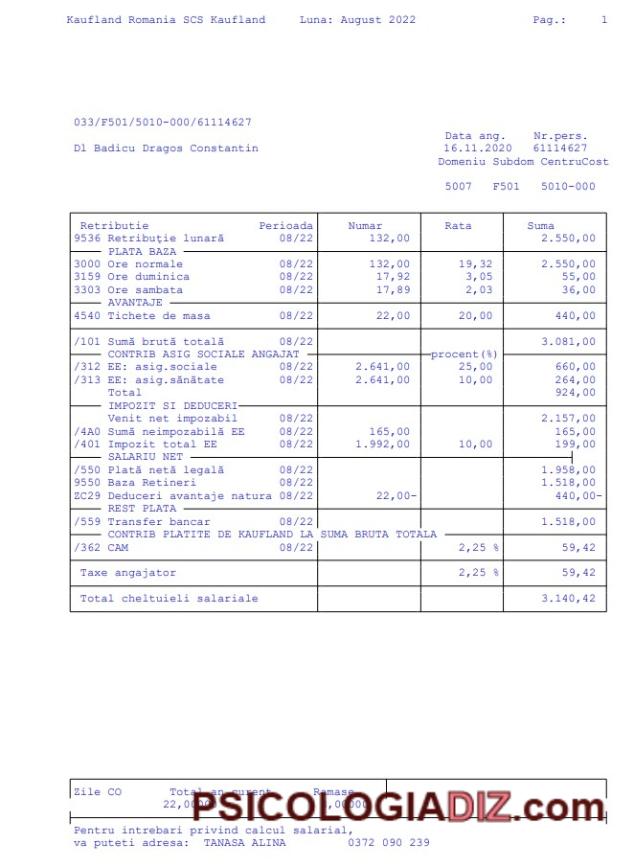 Kaufland Romania SCS Kaufland Luna: August 2022 Pag.: 1
033/F501/5010-000/61114627
Data ang. Nr.pers.
Dl Badicu Dragos Constantin 16.11.2020 61114627
Domeniu Subdom CentruCost
5007 F501 5010-000
Retributie Perioada Numar Rata Suma
9536 Retribuţie lunară 08/22 132,00 2.550,00
PLATA BAZA
3000 Ore normale 08/22 132,00 19,32 2.550,00
3159 Ore duminica 08/22 17,92 3,05 55,00
3303 Ore sambata 08/22 17,89 2,03 36,00
AVANTAJE
4540 Tichete de masa 08/22 22,00 20,00 440,00
/101 Sumă brută totală 08/22 3.081,00
CONTRIB ASIG SOCIALE ANGAJAT procent(%)
/312 EE: asig.sociale 08/22 2.641,00 25,00 660,00
/313 EE: asig.sănătate 08/22 2.641,00 10,00 264,00
Total 924,00
IMPOZIT SI DEDUCERI
Venit net impozabil 08/22 2.157,00
/4A0 Sumă neimpozabilă EE 08/22 165,00 165,00
/401 Impozit total EE 08/22 1.992,00 10,00 199,00
SALARIU NET
/550 Plată netă legală 08/22 1.958,00
9550 Baza Retineri 08/22 1.518,00
ZC29 Deduceri avantaje natura 08/22 22,00- 440,00-
REST PLATA
/559 Transfer bancar 08/22 1.518,00
CONTRIB PLATITE DE KAUFLAND LA SUMA BRUTA TOTALA
/362 CAM 08/22 2,25 % 59,42
Taxe angajator 2,25 % 59,42
Total cheltuieli salariale 3.140,42
Zile CO Total an curent Ramase
PSICOLOGIADIZ.com
Pentru intrebari privind calcul salarial,
va puteti adresa: TANASA ALINA 0372 090 239